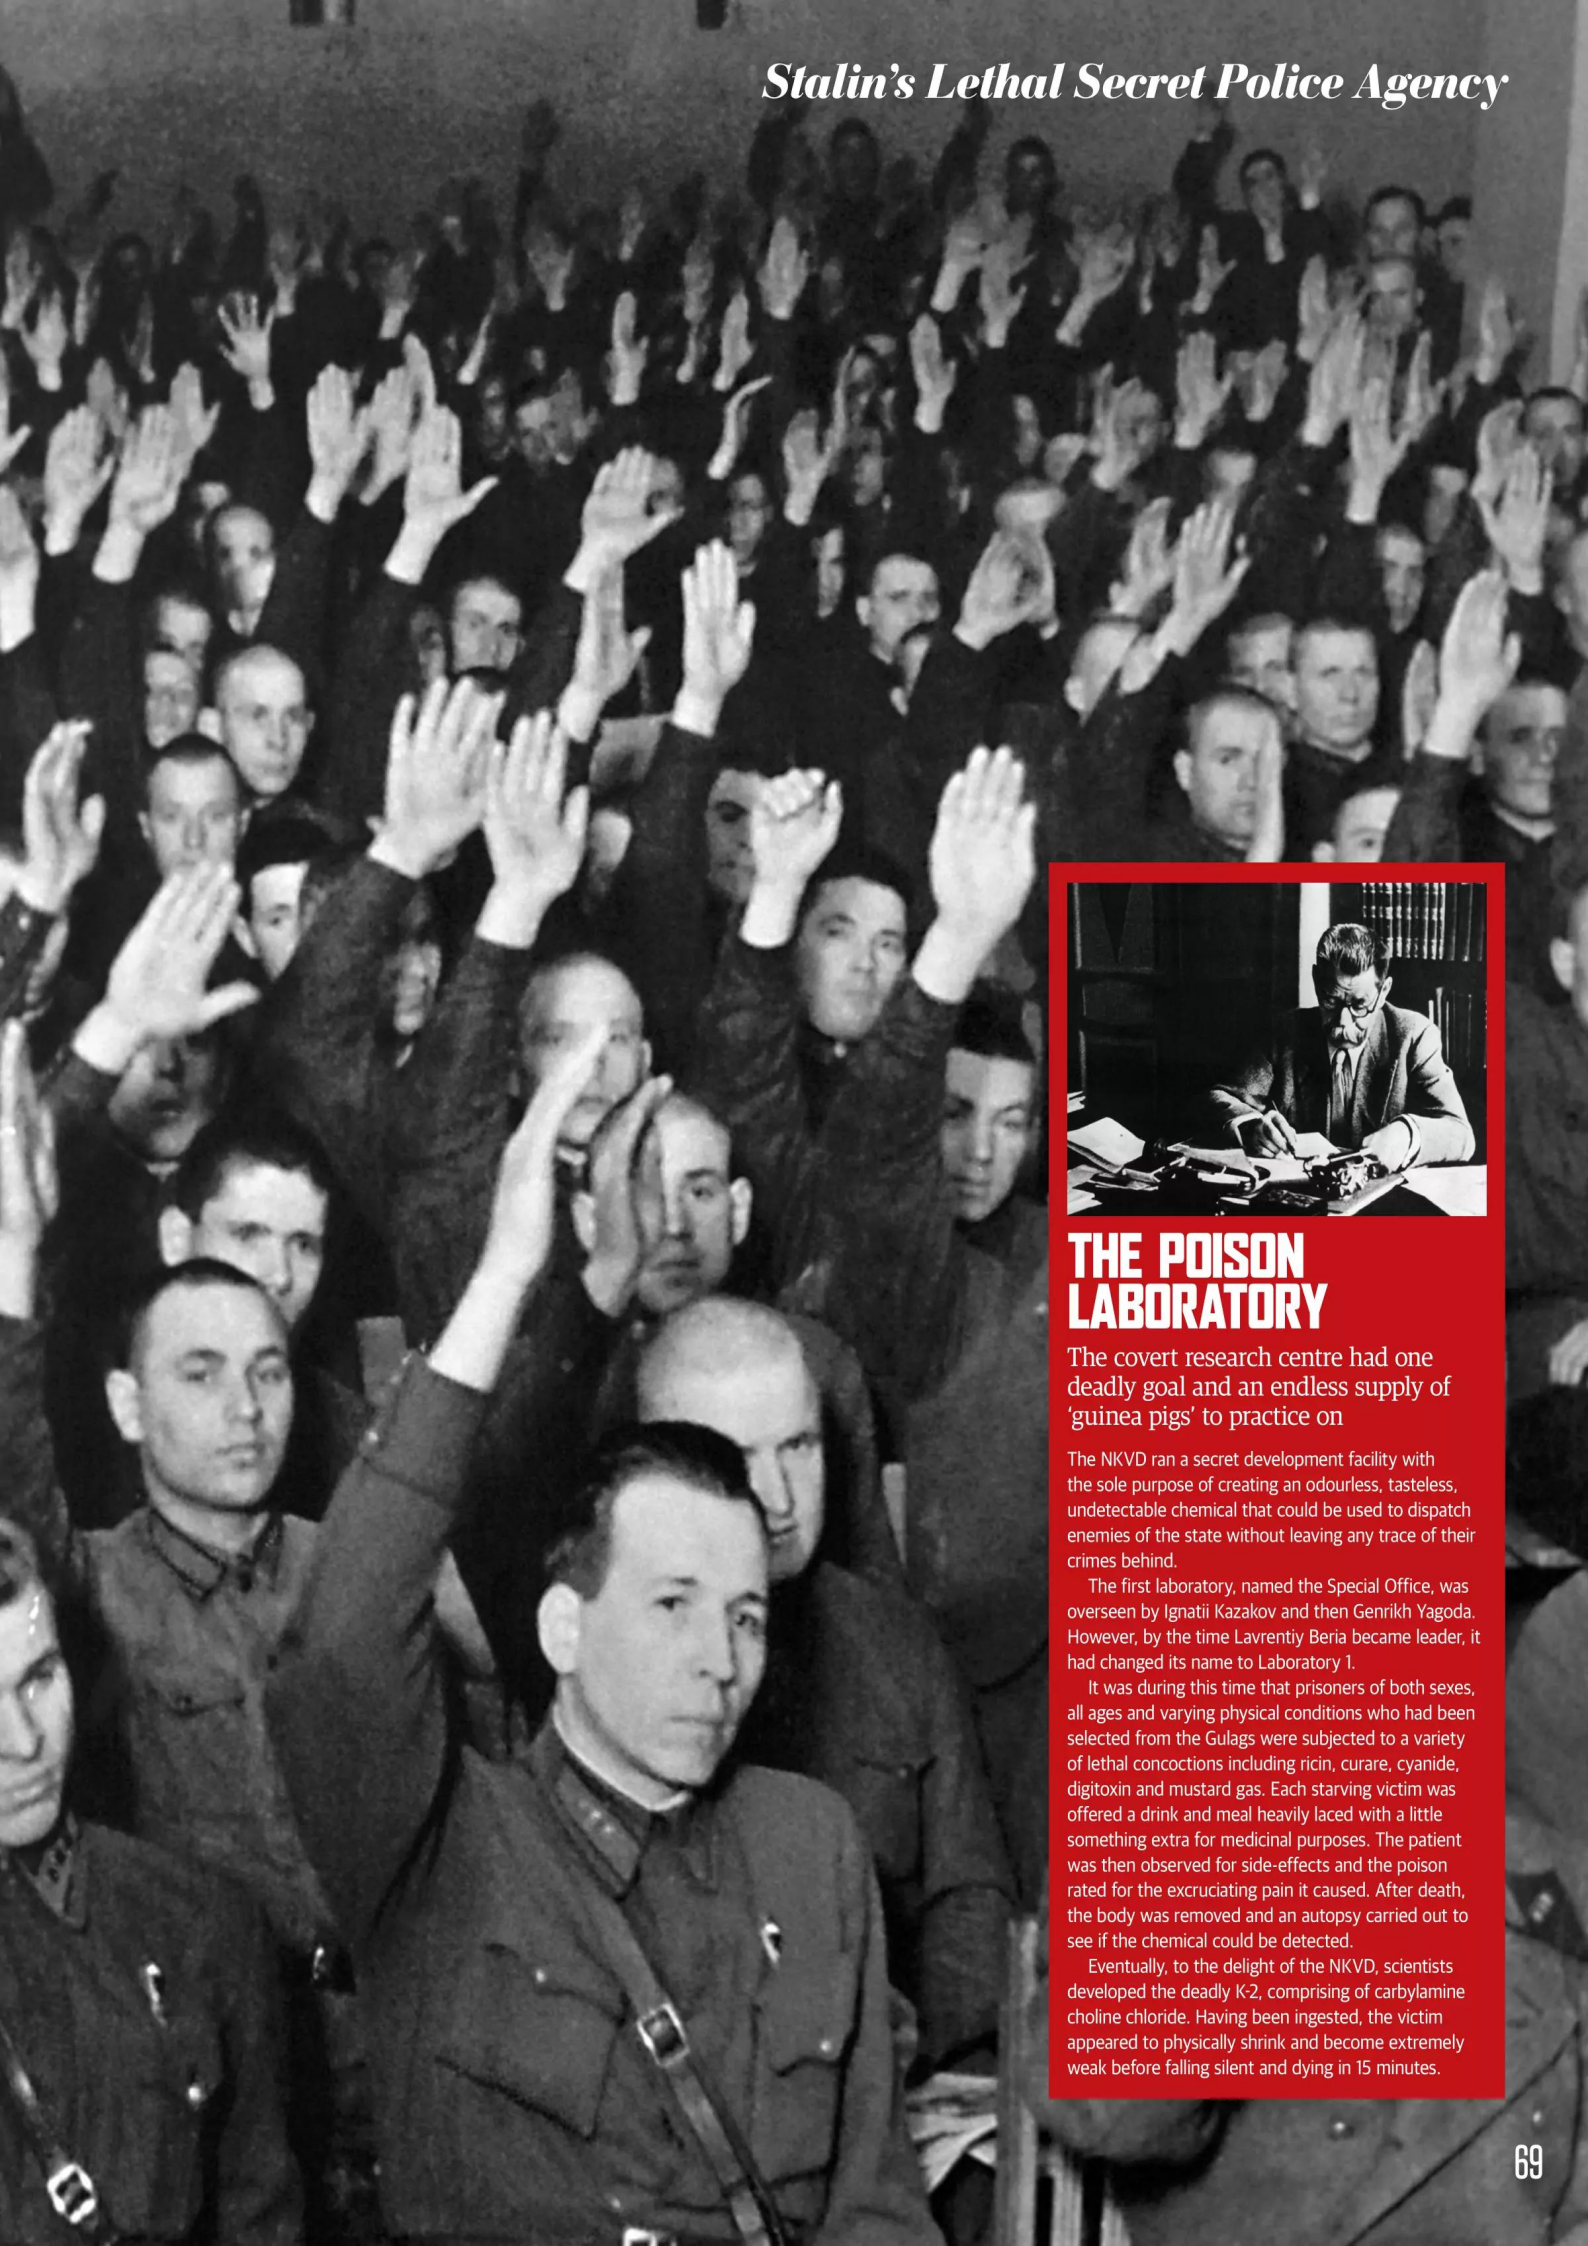 Stalin's Lethal Secret Police Agency
THE POISON
LABORATORY
The covert research centre had one
deadly goal and an endless supply of
‘guinea pigs’ to practice on
The NKVD ran a secret development facility with
the sole purpose of creating an odourless, tasteless,
undetectable chemical that could be used to dispatch
enemies of the state without leaving any trace of their
crimes behind.
The first laboratory, named the Special Office, was
overseen by Ignatii Kazakov and then Genrikh Yagoda.
However, by the time Lavrentiy Beria became leader, it
had changed its name to Laboratory 1.
It was during this time that prisoners of both sexes,
all ages and varying physical conditions who had been
selected from the Gulags were subjected to a variety
of lethal concoctions including ricin, curare, cyanide,
digitoxin and mustard gas. Each starving victim was
offered a drink and meal heavily laced with a little
something extra for medicinal purposes. The patient
was then observed for side-effects and the poison
rated for the excruciating pain it caused. After death,
the body was removed and an autopsy carried out to
see if the chemical could be detected.
Eventually, to the delight of the NKVD, scientists
developed the deadly K-2, comprising of carbylamine
choline chloride. Having been ingested, the victim
appeared to physically shrink and become extremely
weak before falling silent and dying in 15 minutes.
69